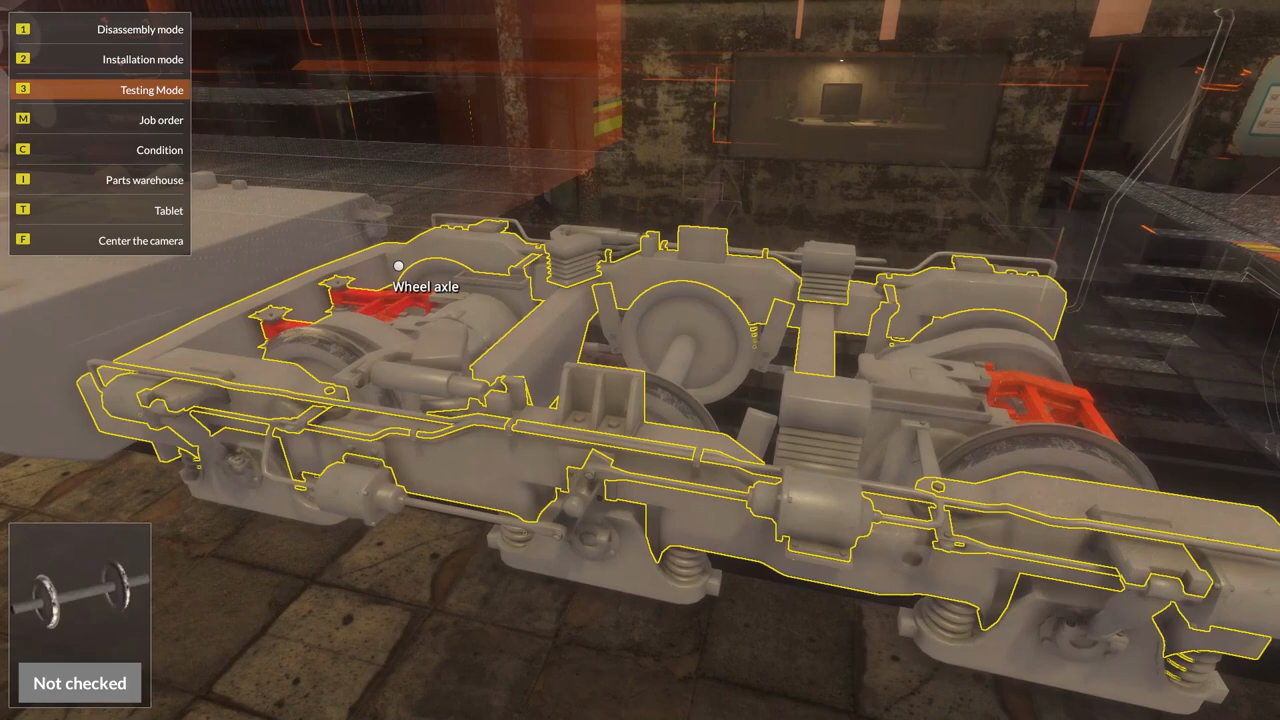 1 Disassembly mode
2 Installation mode
3 Testing Mode
M Job order
C Condition
I Parts warehouse
T Tablet
F Center the camera
Wheel axle
Not checked